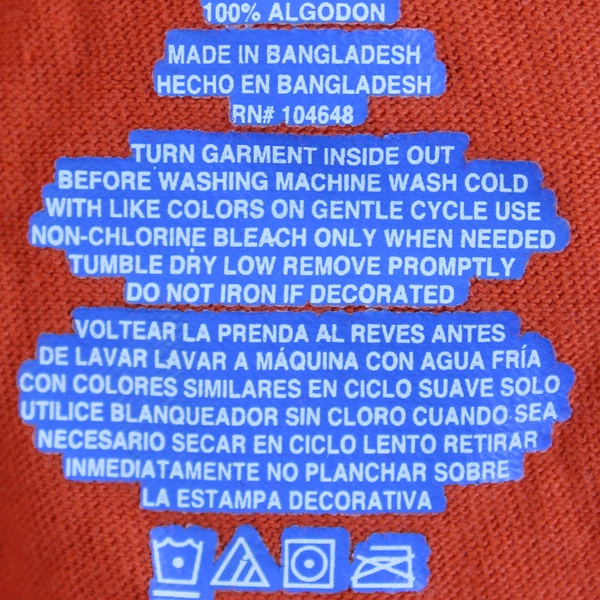 100% ALGODON
MADE IN BANGLADESH
HECHO EN BANGLADESH
RN# 104648
TURN GARMENT INSIDE OUT
BEFORE WASHING MACHINE WASH COLD
WITH LIKE COLORS ON GENTLE CYCLE USE
NON-CHLORINE BLEACH ONLY WHEN NEEDED
TUMBLE DRY LOW REMOVE PROMPTLY
DO NOT IRON IF DECORATED
VOLTEAR LA PRENDA AL REVES ANTES
DE LAVAR LAVAR A MÁQUINA CON AGUA FRÍA
CON COLORES SIMILARES EN CICLO SUAVE SOLO
UTILICE BLANQUEADOR SIN CLORO CUANDO SEA
NECESARIO SECAR EN CICLO LENTO RETIRAR
INMEDIATAMENTE NO PLANCHAR SOBRE
LA ESTAMPA DECORATIVA